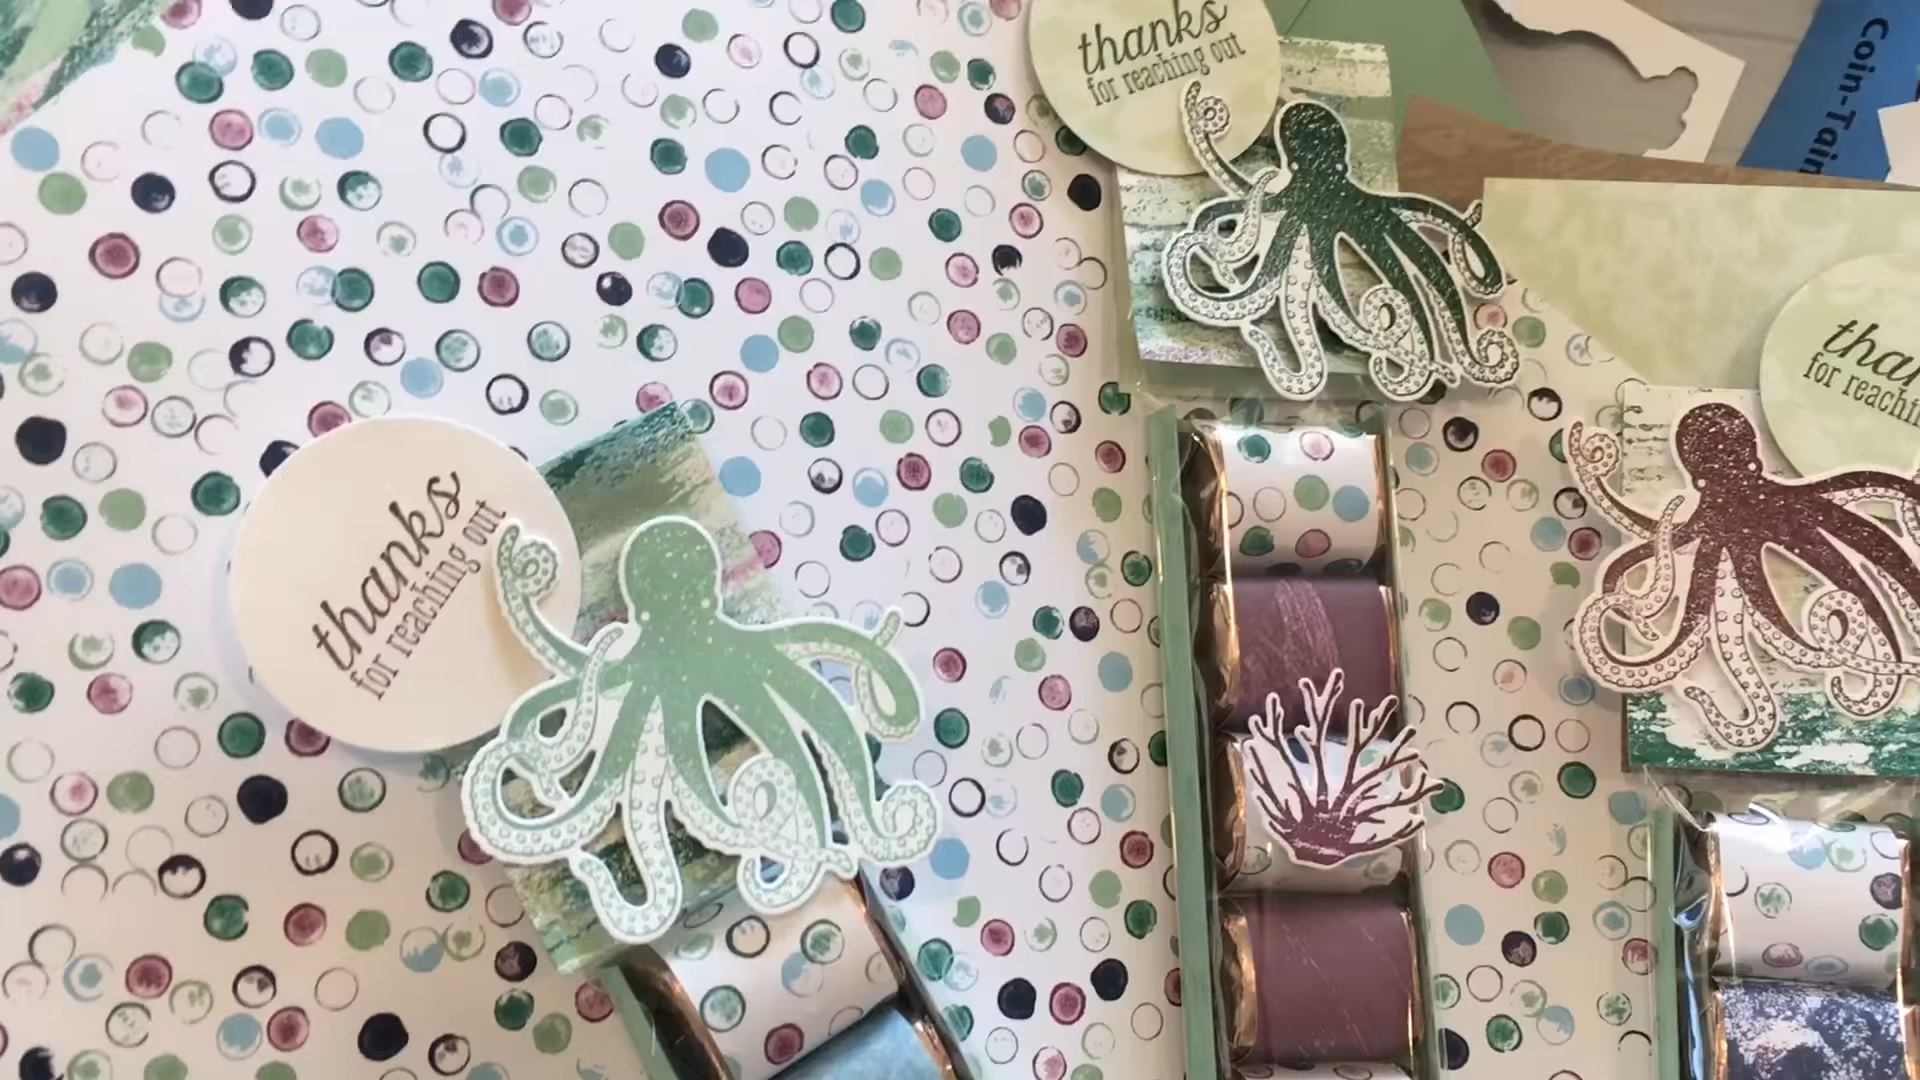 thanks
for reaching out
Coin-Tain
thanks
for reaching out